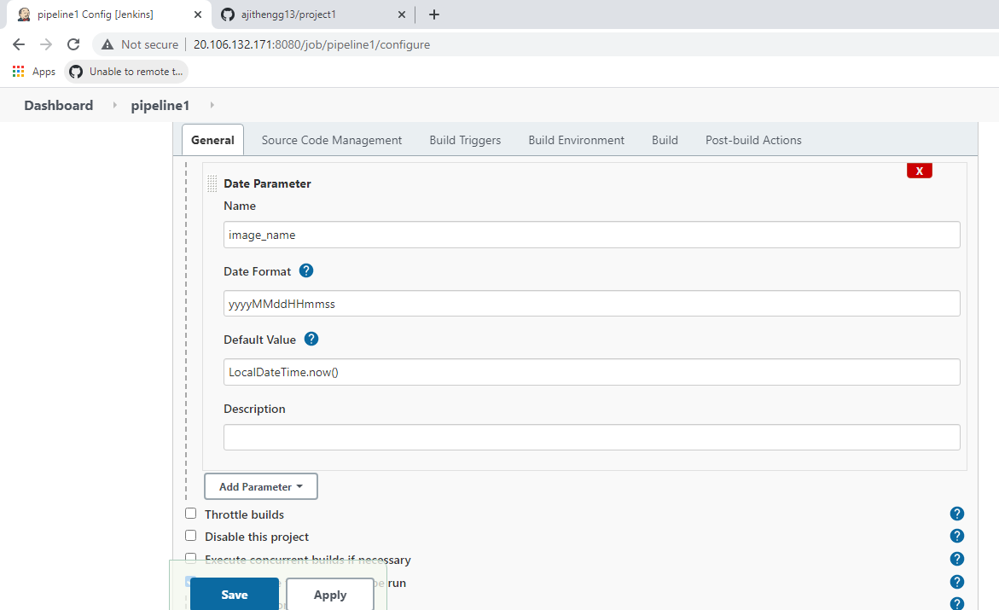 pipeline1 Config [Jenkins]
ajithengg13/project1
Not secure 20.106.132.171:8080/job/pipeline1/configure
Apps Unable to remote t...
Dashboard pipeline1
General Source Code Management Build Triggers Build Environment Build Post-build Actions
X
Date Parameter
Name
image_name
Date Format ?
yyyyMMddHHmmss
Default Value ?
LocalDateTime.now()
Description
Add Parameter
Throttle builds ?
Disable this project ?
Execute concurrent builds if necessary ?
run ?
Save Apply
?